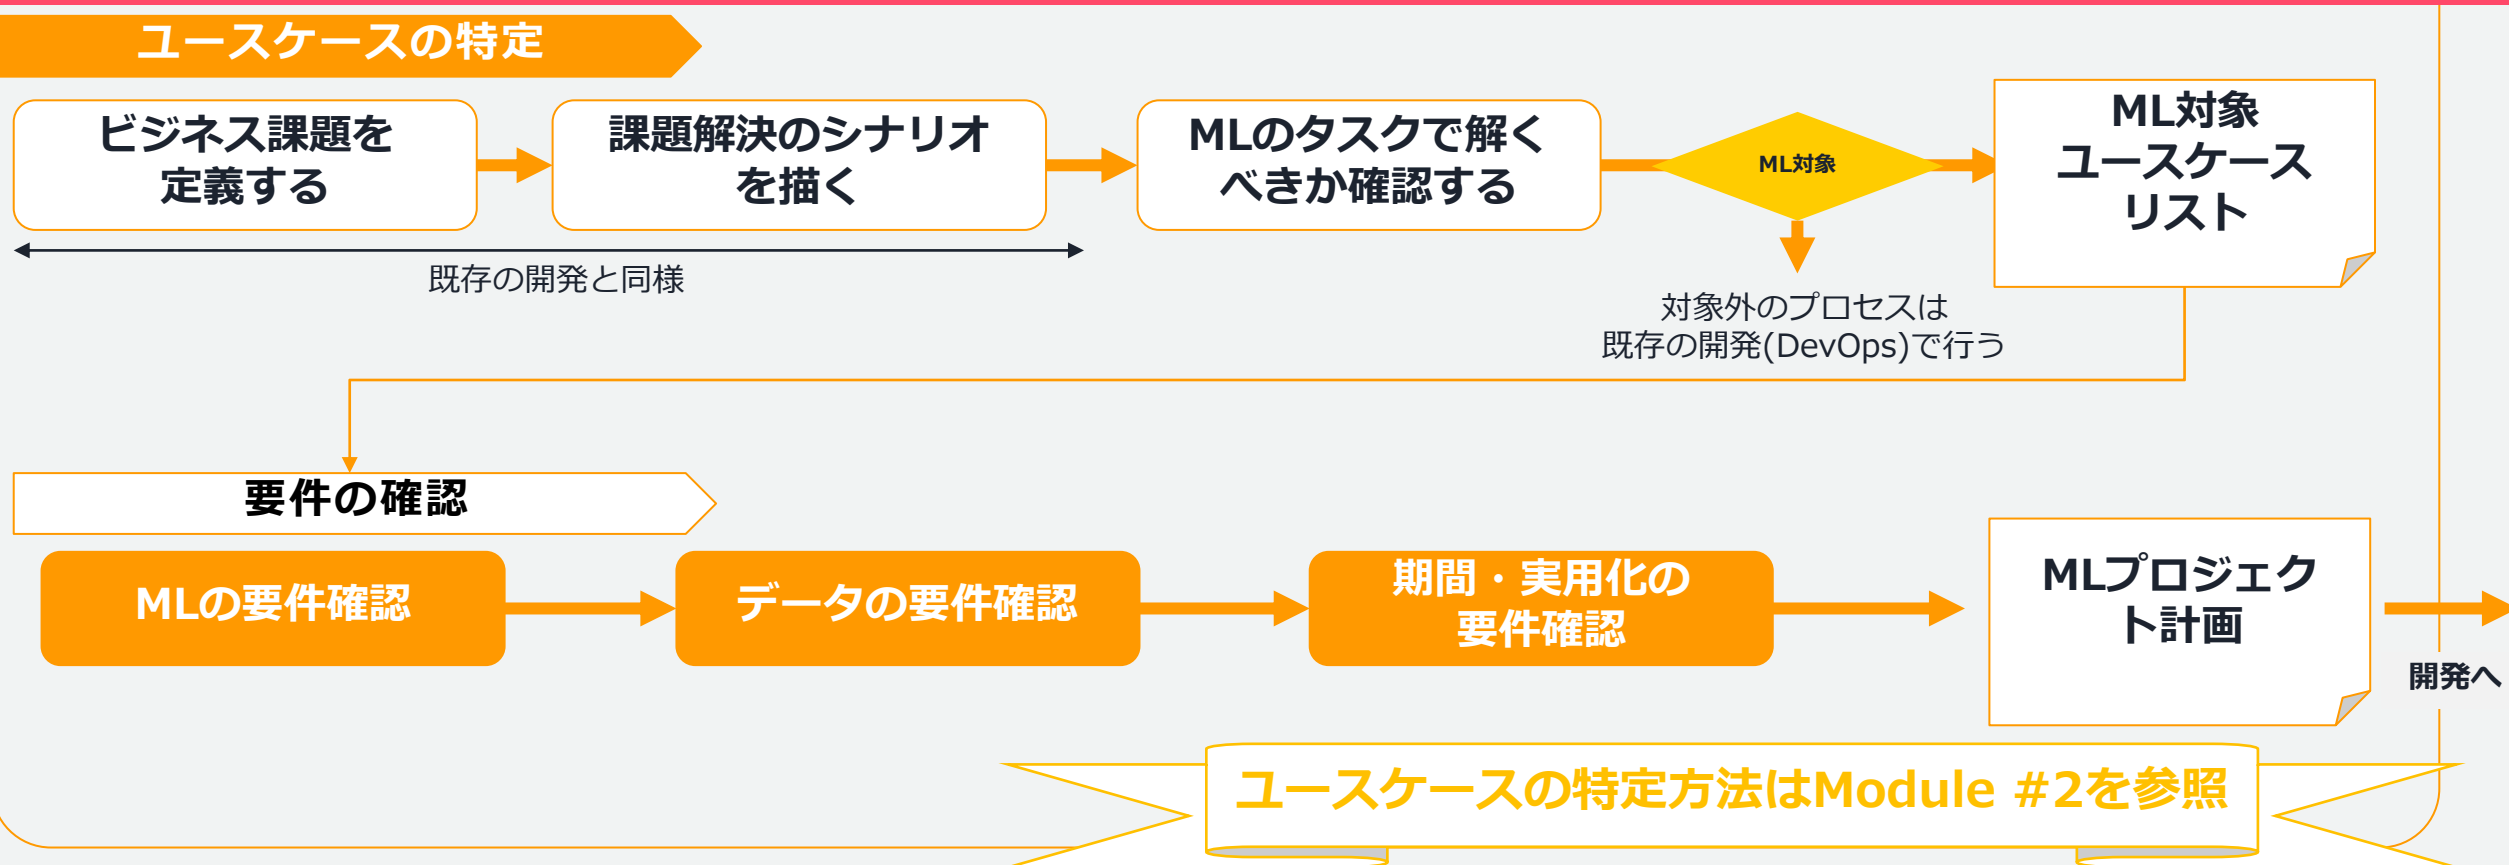 ユースケースの特定
ビジネス課題を
定義する
課題解決のシナリオ
を描く
MLのタスクで解く
べきか確認する
ML対象
ML対象
ユースケース
リスト
既存の開発と同様
対象外のプロセスは
既存の開発(DevOps)で行う
要件の確認
MLの要件確認
データの要件確認
期間・実用化の
要件確認
MLプロジェク
ト計画
開発へ
ユースケースの特定方法はModule #2を参照